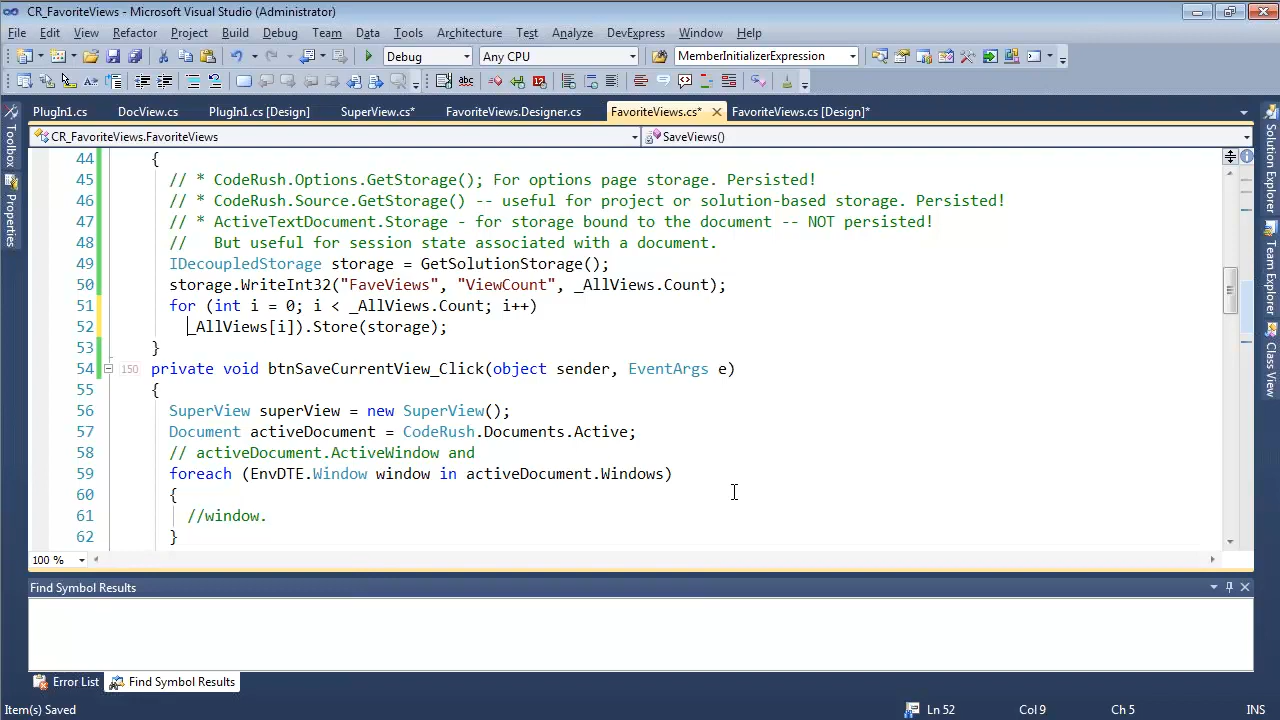 CR_FavoriteViews - Microsoft Visual Studio (Administrator)
File Edit View Refactor Project Build Debug Team Data Tools Architecture Test Analyze DevExpress Window Help
Debug Any CPU MemberInitializerExpression
PlugIn1.cs DocView.cs PlugIn1.cs [Design] SuperView.cs* FavoriteViews.Designer.cs FavoriteViews.cs* FavoriteViews.cs [Design]*
CR_FavoriteViews.FavoriteViews SaveViews()
44 {
45 // * CodeRush.Options.GetStorage(); For options page storage. Persisted!
46 // * CodeRush.Source.GetStorage() -- useful for project or solution-based storage. Persisted!
47 // * ActiveTextDocument.Storage - for storage bound to the document -- NOT persisted!
48 //   But useful for session state associated with a document.
49 IDecoupledStorage storage = GetSolutionStorage();
50 storage.WriteInt32("FaveViews", "ViewCount", _AllViews.Count);
51 for (int i = 0; i < _AllViews.Count; i++)
52 _AllViews[i]).Store(storage);
53 }
54 150 private void btnSaveCurrentView_Click(object sender, EventArgs e)
55 {
56 SuperView superView = new SuperView();
57 Document activeDocument = CodeRush.Documents.Active;
58 // activeDocument.ActiveWindow and
59 foreach (EnvDTE.Window window in activeDocument.Windows)
60 {
61 //window.
62 }
100 %
Toolbox
Properties
Solution Explorer
Team Explorer
Class View
Find Symbol Results
Error List Find Symbol Results
Item(s) Saved Ln 52 Col 9 Ch 5 INS